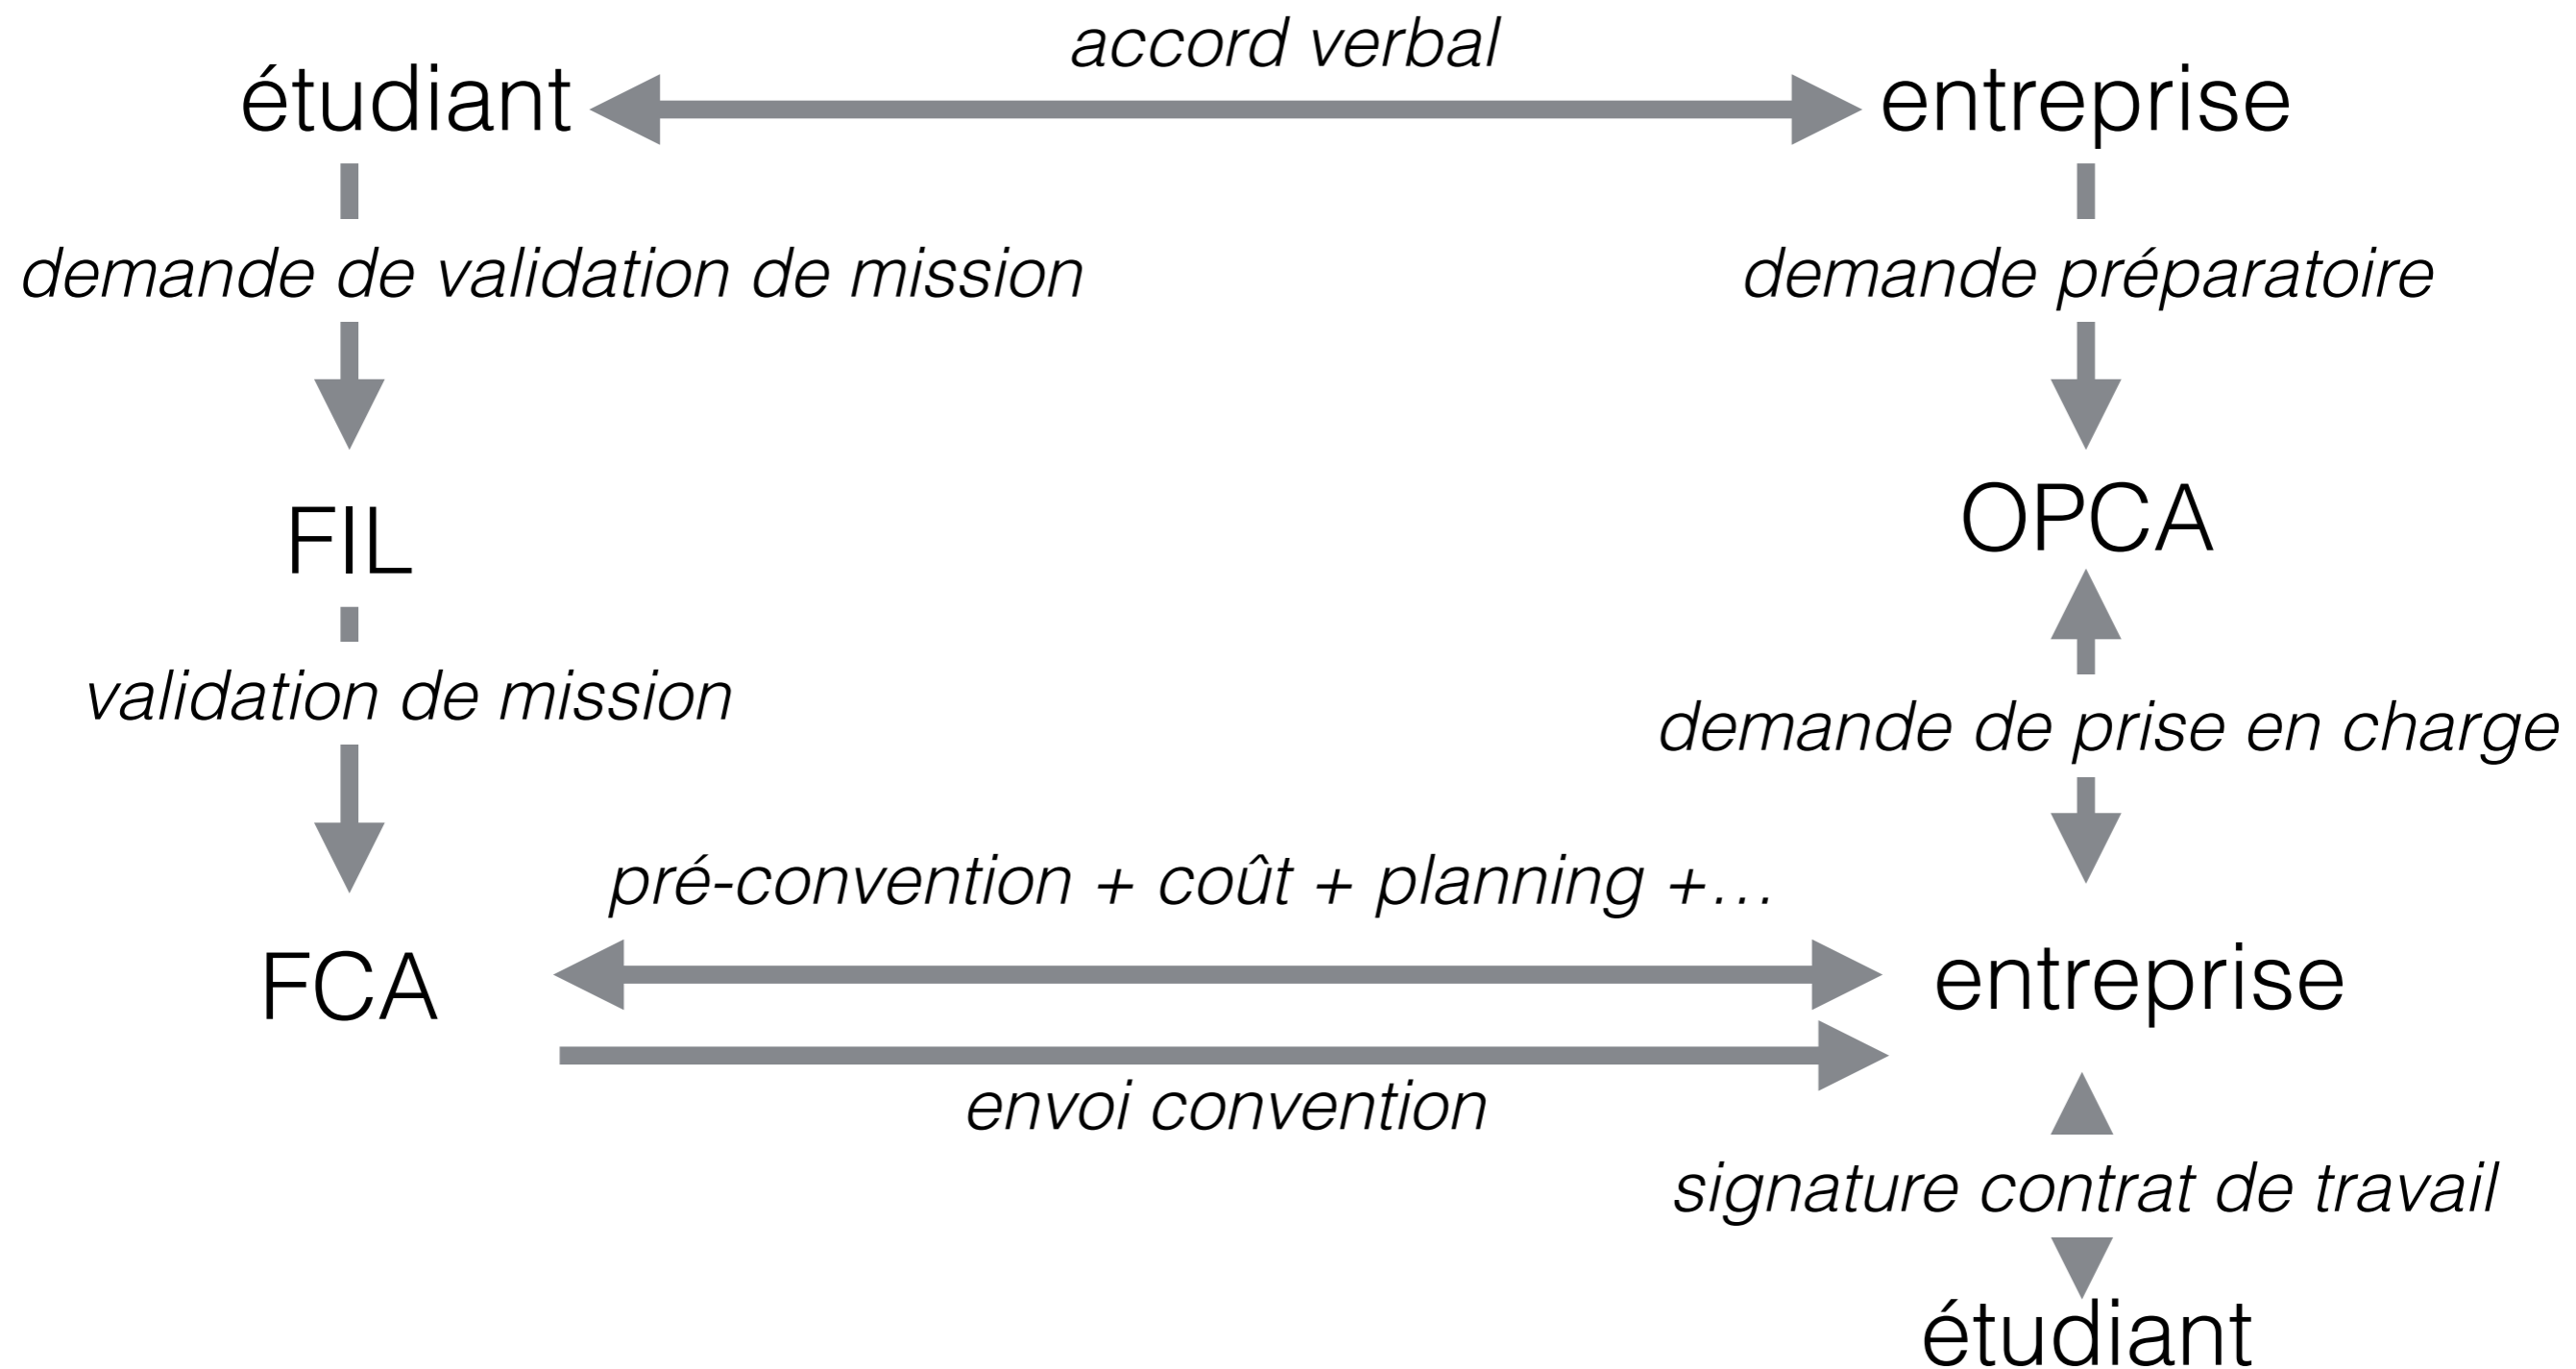 accord verbal
étudiant
entreprise
demande de validation de mission
demande préparatoire
FIL
OPCA
validation de mission
demande de prise en charge
pré-convention + coût + planning +…
FCA
entreprise
envoi convention
signature contrat de travail
étudiant